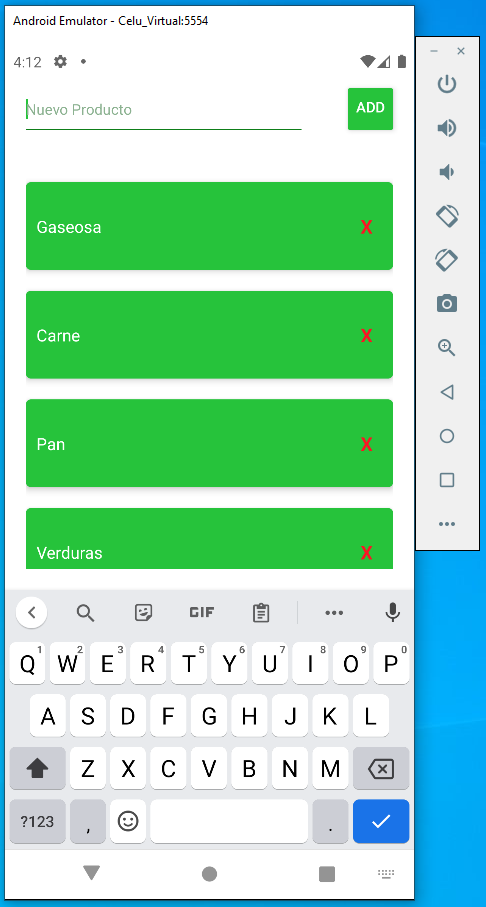 Android Emulator - Celu_Virtual:5554
4:12
Nuevo Producto
ADD
Gaseosa X
Carne X
Pan X
Verduras X
GIF
Q1 W2 E3 R4 T5 Y6 U7 I8 O9 P0
A S D F G H J K L
Z X C V B N M
?123 , .